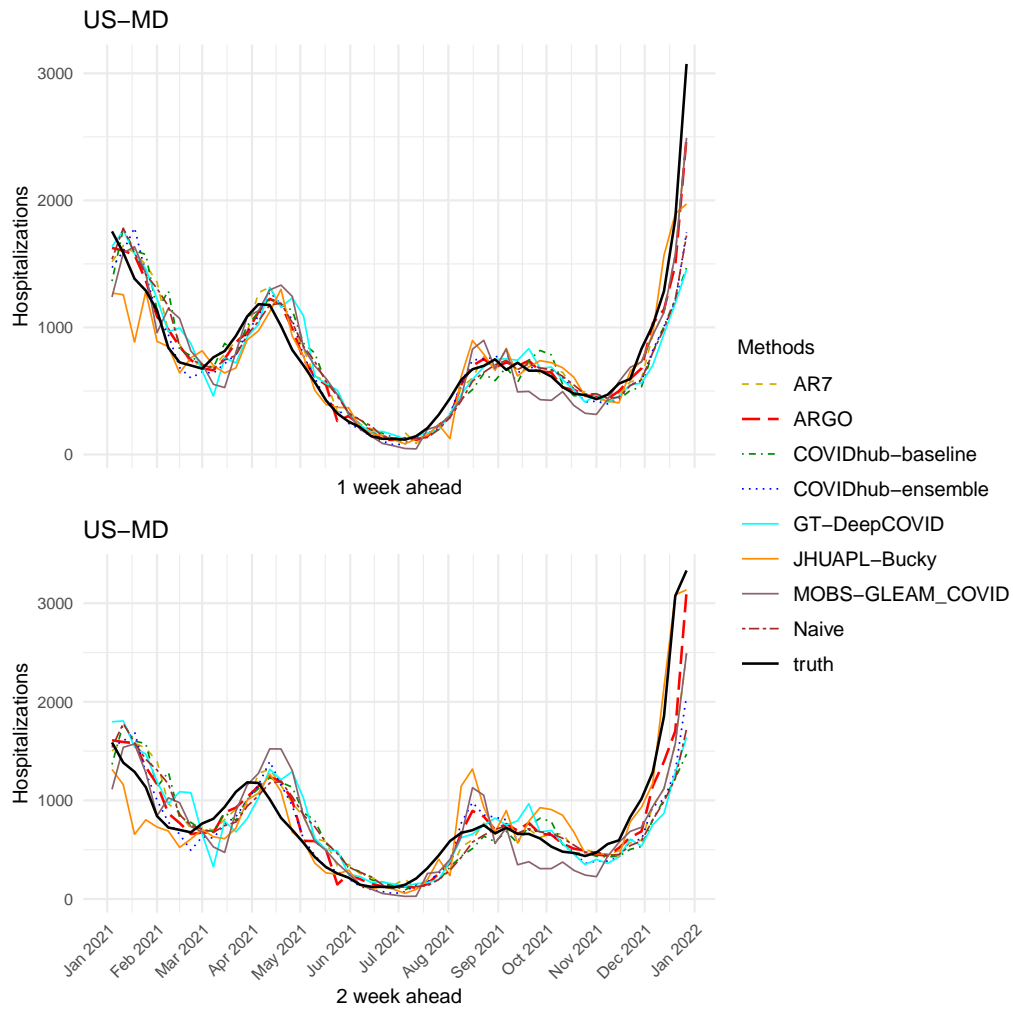 US−MD
3000
2000
1000
0
Hospitalizations
1 week ahead
US−MD
3000
2000
1000
0
Hospitalizations
Jan 2021
Feb 2021
Mar 2021
Apr 2021
May 2021
Jun 2021
Jul 2021
Aug 2021
Sep 2021
Oct 2021
Nov 2021
Dec 2021
Jan 2022
2 week ahead
Methods
AR7
ARGO
COVIDhub−baseline
COVIDhub−ensemble
GT−DeepCOVID
JHUAPL−Bucky
MOBS−GLEAM_COVID
Naive
truth